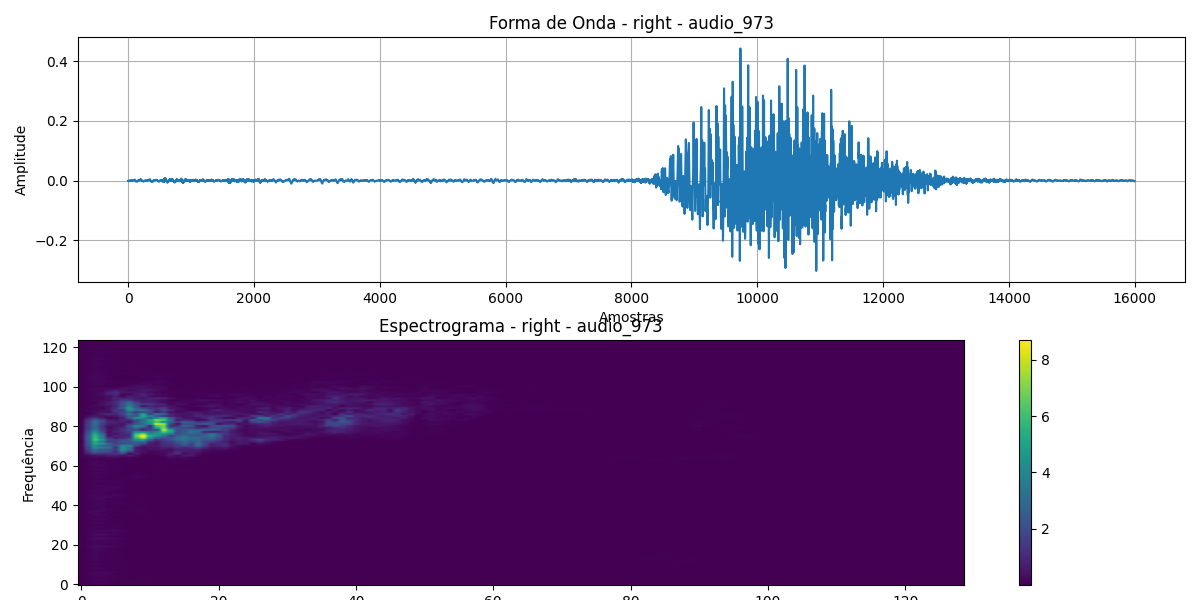 Forma de Onda - right - audio_973
Amplitude
0.4
0.2
0.0
−0.2
0 2000 4000 6000 8000 10000 12000 14000 16000
Amostras
Espectrograma - right - audio_973
Frequência
120
100
80
60
40
20
0
0 20 40 60 80 100 120
8
6
4
2